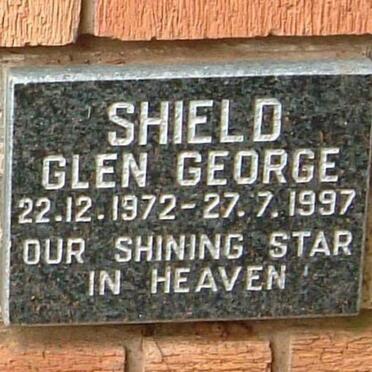 SHIELD
GLEN GEORGE
22.12.1972-27.7.1997
OUR SHINING STAR
IN HEAVEN